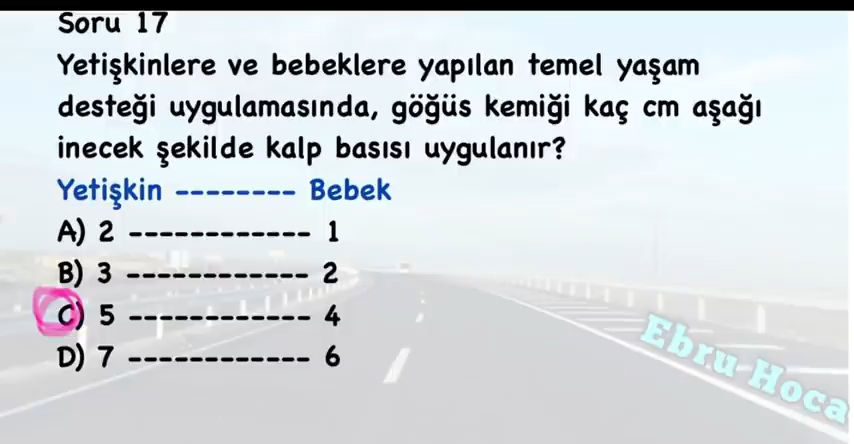 Soru 17
Yetişkinlere ve bebeklere yapılan temel yaşam
desteği uygulamasında, göğüs kemiği kaç cm aşağı
inecek şekilde kalp basısı uygulanır?
Yetişkin -------- Bebek
A) 2 ------------- 1
B) 3 ------------- 2
C) 5 ------------- 4
D) 7 ------------- 6
Ebru Hoca